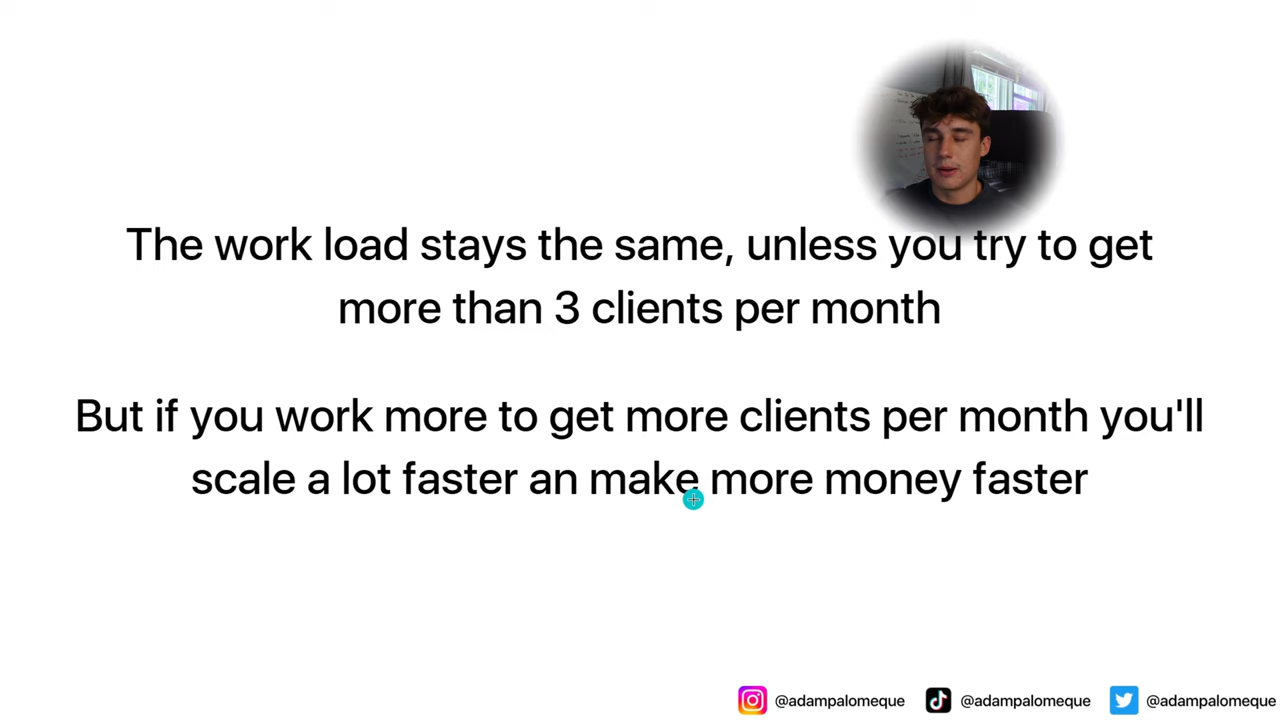 The work load stays the same, unless you try to get
more than 3 clients per month
But if you work more to get more clients per month you'll
scale a lot faster an make more money faster
@adampalomeque @adampalomeque @adampalomeque